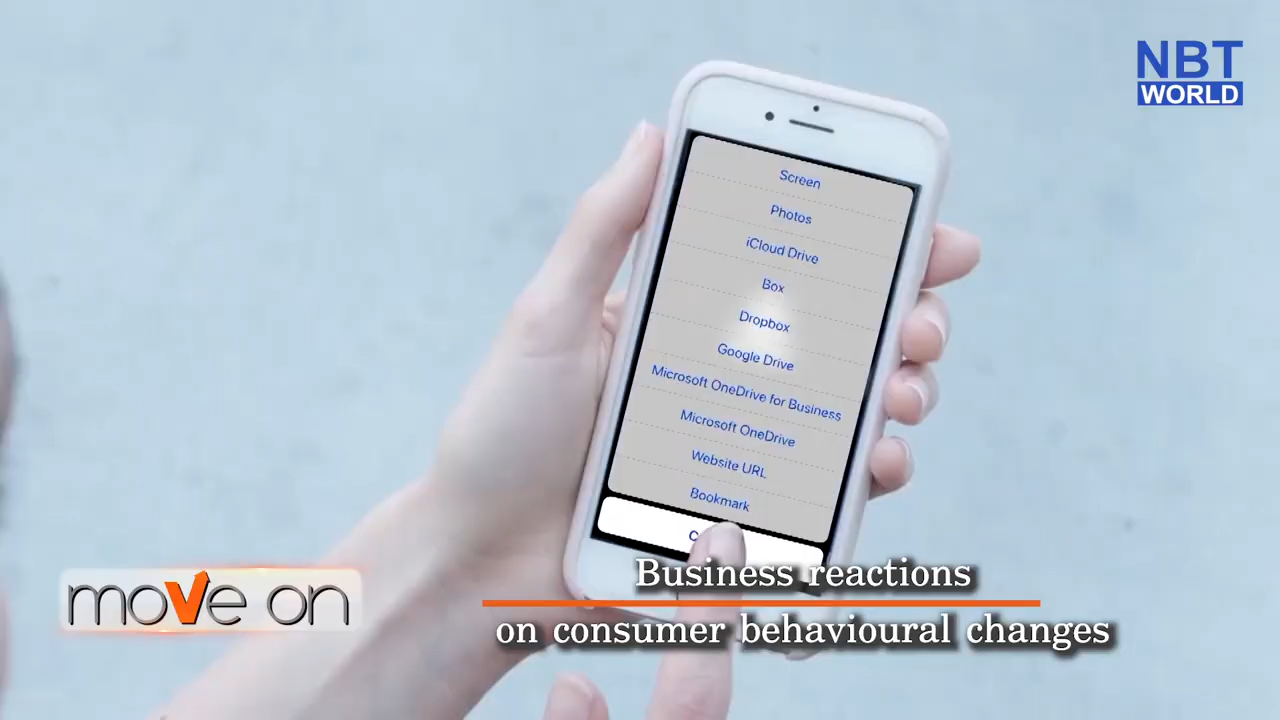 NBT
WORLD
Screen
Photos
iCloud Drive
Box
Dropbox
Google Drive
Microsoft OneDrive for Business
Microsoft OneDrive
Website URL
Bookmark
move on
Business reactions
on consumer behavioural changes